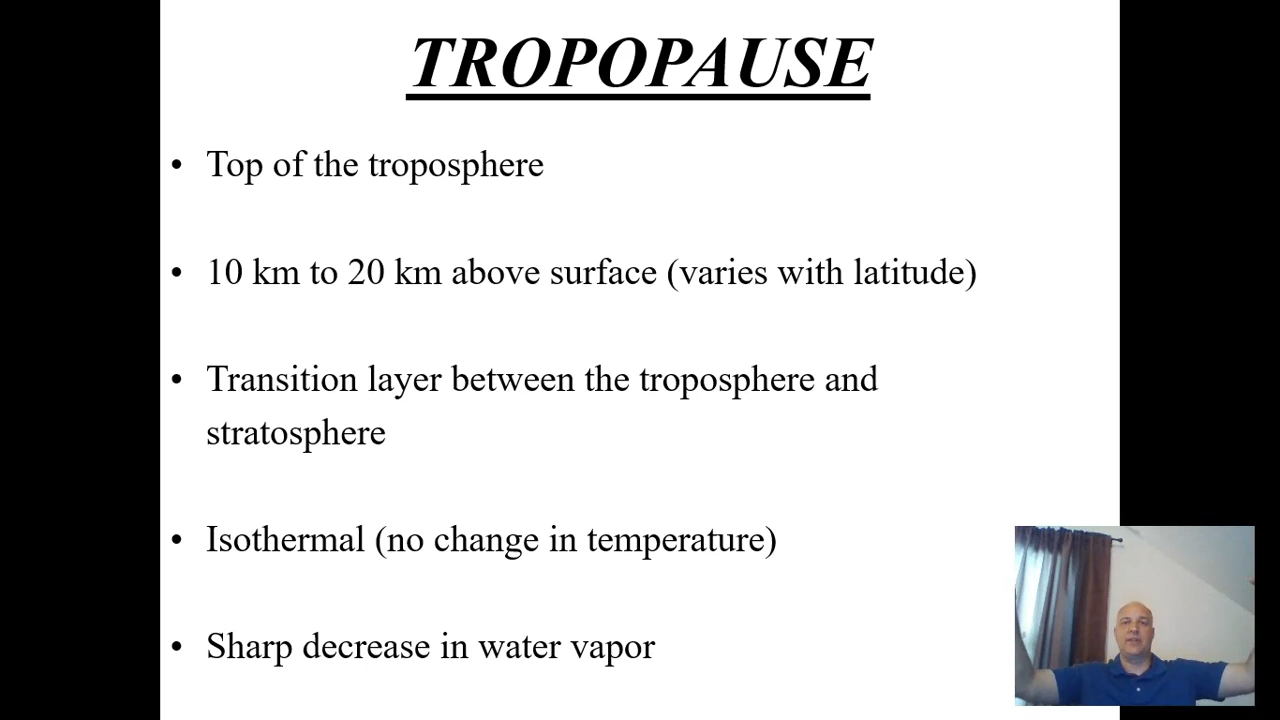 TROPOPAUSE
• Top of the troposphere
• 10 km to 20 km above surface (varies with latitude)
• Transition layer between the troposphere and
stratosphere
• Isothermal (no change in temperature)
• Sharp decrease in water vapor